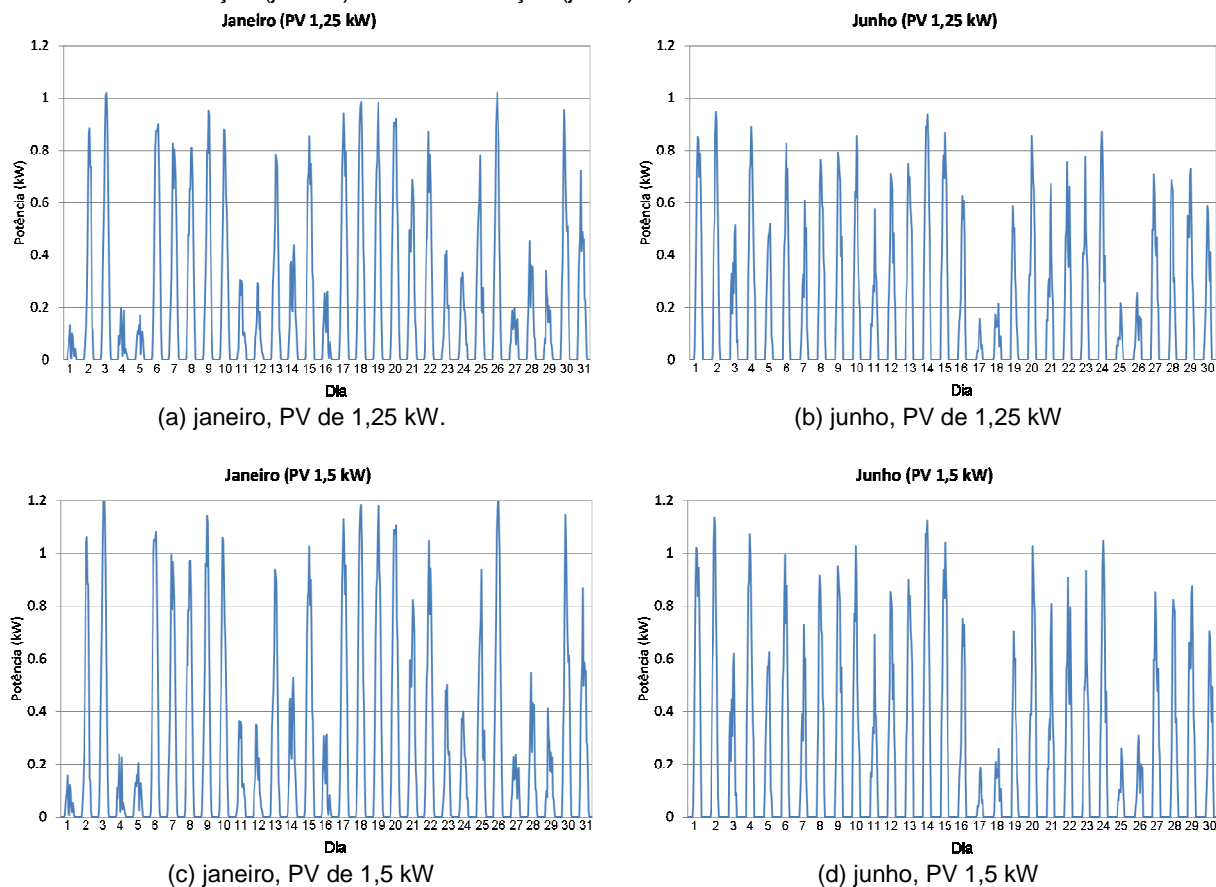 Janeiro (PV 1,25 kW)
1.2
1
0.8
0.6
0.4
0.2
0
Potência (kW)
1 2 3 4 5 6 7 8 9 10 11 12 13 14 15 16 17 18 19 20 21 22 23 24 25 26 27 28 29 30 31
Dia
(a) janeiro, PV de 1,25 kW.
Junho (PV 1,25 kW)
1.2
1
0.8
0.6
0.4
0.2
0
Potência (kW)
1 2 3 4 5 6 7 8 9 10 11 12 13 14 15 16 17 18 19 20 21 22 23 24 25 26 27 28 29 30
Dia
(b) junho, PV de 1,25 kW
Janeiro (PV 1,5 kW)
1.2
1
0.8
0.6
0.4
0.2
0
Potência (kW)
1 2 3 4 5 6 7 8 9 10 11 12 13 14 15 16 17 18 19 20 21 22 23 24 25 26 27 28 29 30 31
Dia
(c) janeiro, PV de 1,5 kW
Junho (PV 1,5 kW)
1.2
1
0.8
0.6
0.4
0.2
0
Potência (kW)
1 2 3 4 5 6 7 8 9 10 11 12 13 14 15 16 17 18 19 20 21 22 23 24 25 26 27 28 29 30
Dia
(d) junho, PV 1,5 kW